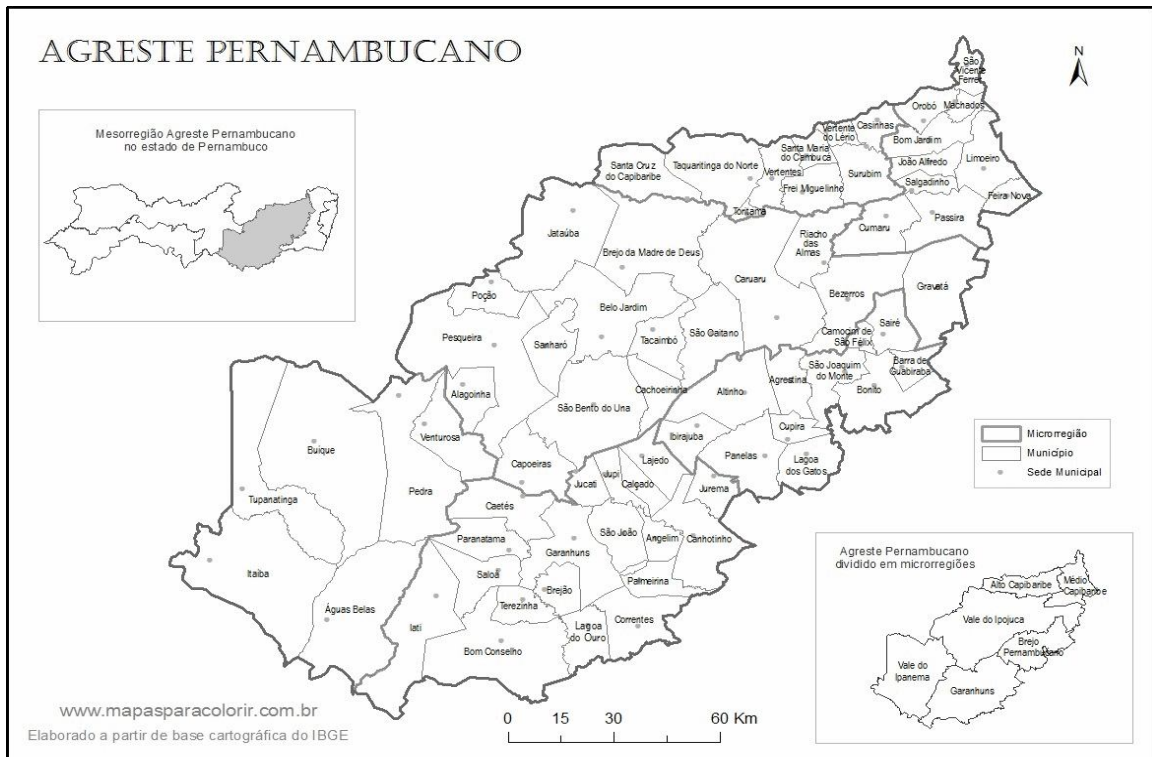 AGRESTE PERNAMBUCANO
N
Mesorregião Agreste Pernambucano
no estado de Pernambuco
São
Vicente
Ferrer
Orobó
Machados
Vertente
do Lério
Casinhas
Bom Jardim
Santa Maria
do Cambucá
João Alfredo
Limoeiro
Santa Cruz
do Capibaribe
Taquaritinga do Norte
Vertentes
Surubim
Salgadinho
Frei Miguelinho
Feira Nova
Toritama
Passira
Cumaru
Jataúba
Riacho
das
Almas
Brejo da Madre de Deus
Caruaru
Gravatá
Poção
Bezerros
Belo Jardim
Sairé
Pesqueira
Sanharó
Tacaimbó
São Caitano
Camocim de
São Félix
Barra de
Guabiraba
São Joaquim
do Monte
Agrestina
Bonito
Alagoinha
Cachoeirinha
Altinho
São Bento do Una
Cupira
Ibirajuba
Venturosa
Buique
Panelas
Lagoa
dos Gatos
Capoeiras
Lajedo
Jupi
Jucati
Calçado
Jurema
Pedra
Tupanatinga
Caetés
São João
Paranatama
Garanhuns
Angelim
Canhotinho
Itaíba
Saloá
Palmeirina
Brejão
Terezinha
Águas Belas
Iati
Lagoa
do Ouro
Correntes
Bom Conselho
Microrregião
Município
Sede Municipal
Agreste Pernambucano
dividido em microrregiões
Alto Capibaribe
Médio
Capibaribe
Vale do Ipojuca
Brejo
Pernambucano
Vale do
Ipanema
Garanhuns
www.mapasparacolorir.com.br
Elaborado a partir de base cartográfica do IBGE
0 15 30 60 Km